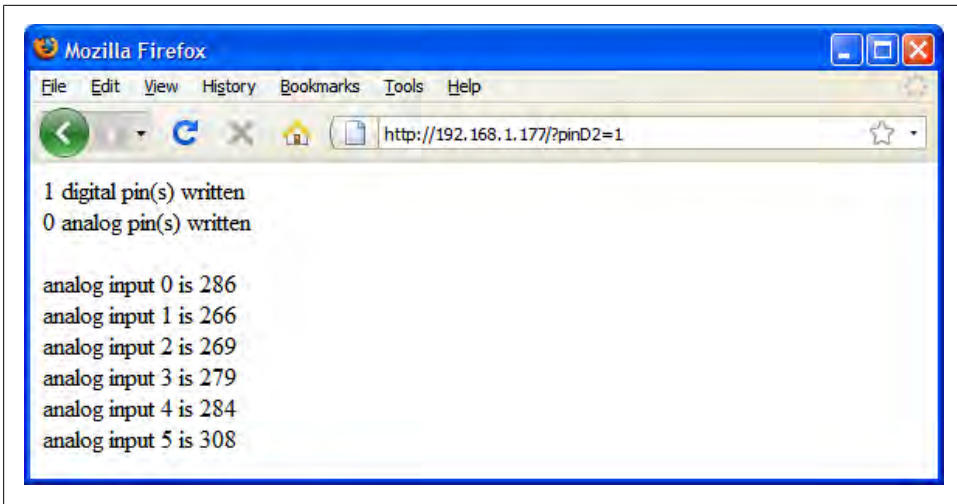 Mozilla Firefox
File Edit View History Bookmarks Tools Help
http://192.168.1.177/?pinD2=1
1 digital pin(s) written
0 analog pin(s) written
analog input 0 is 286
analog input 1 is 266
analog input 2 is 269
analog input 3 is 279
analog input 4 is 284
analog input 5 is 308